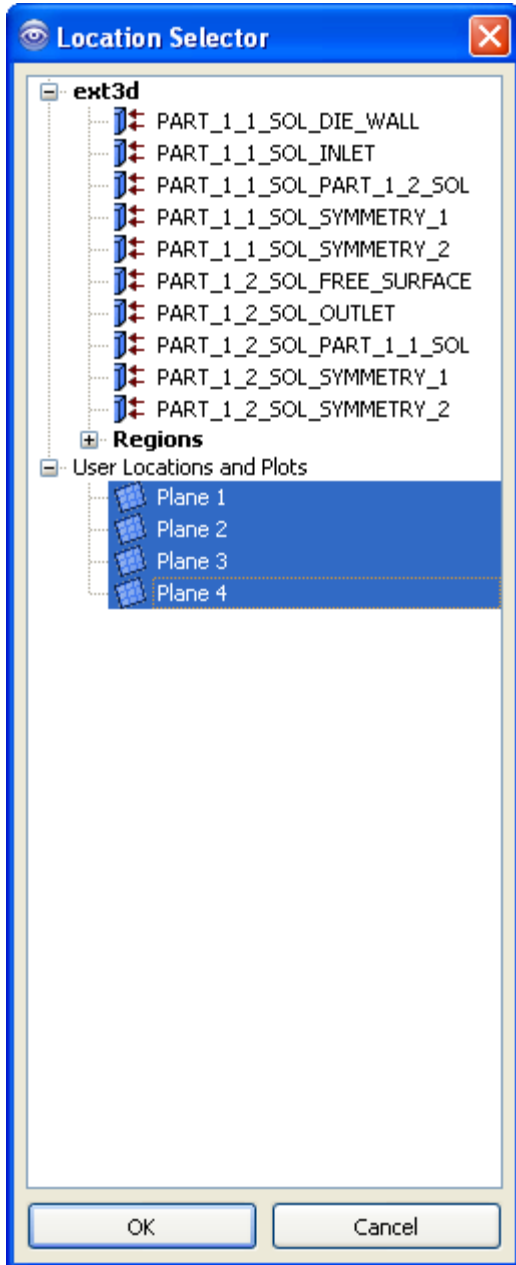 Location Selector
ext3d
PART_1_1_SOL_DIE_WALL
PART_1_1_SOL_INLET
PART_1_1_SOL_PART_1_2_SOL
PART_1_1_SOL_SYMMETRY_1
PART_1_1_SOL_SYMMETRY_2
PART_1_2_SOL_FREE_SURFACE
PART_1_2_SOL_OUTLET
PART_1_2_SOL_PART_1_1_SOL
PART_1_2_SOL_SYMMETRY_1
PART_1_2_SOL_SYMMETRY_2
Regions
User Locations and Plots
Plane 1
Plane 2
Plane 3
Plane 4
OK Cancel